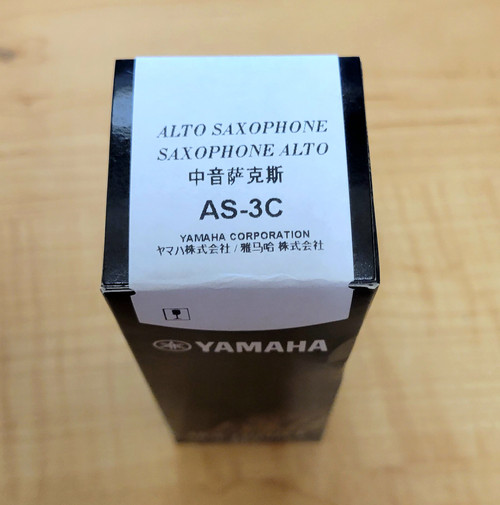 ALTO SAXOPHONE
SAXOPHONE ALTO
中音萨克斯
AS-3C
YAMAHA CORPORATION
ヤマハ株式会社 / 雅马哈 株式会社
YAMAHA